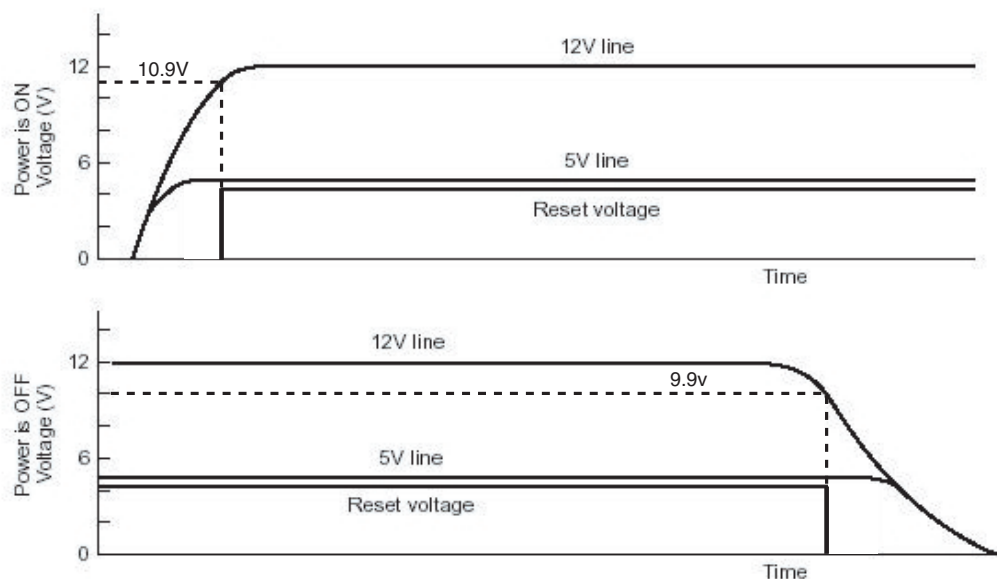 12V line
12
10.9V
Power is ON
Voltage (V)
6
5V line
Reset voltage
0
Time
12V line
12
9.9v
Power is OFF
Voltage (V)
6
5V line
Reset voltage
0
Time